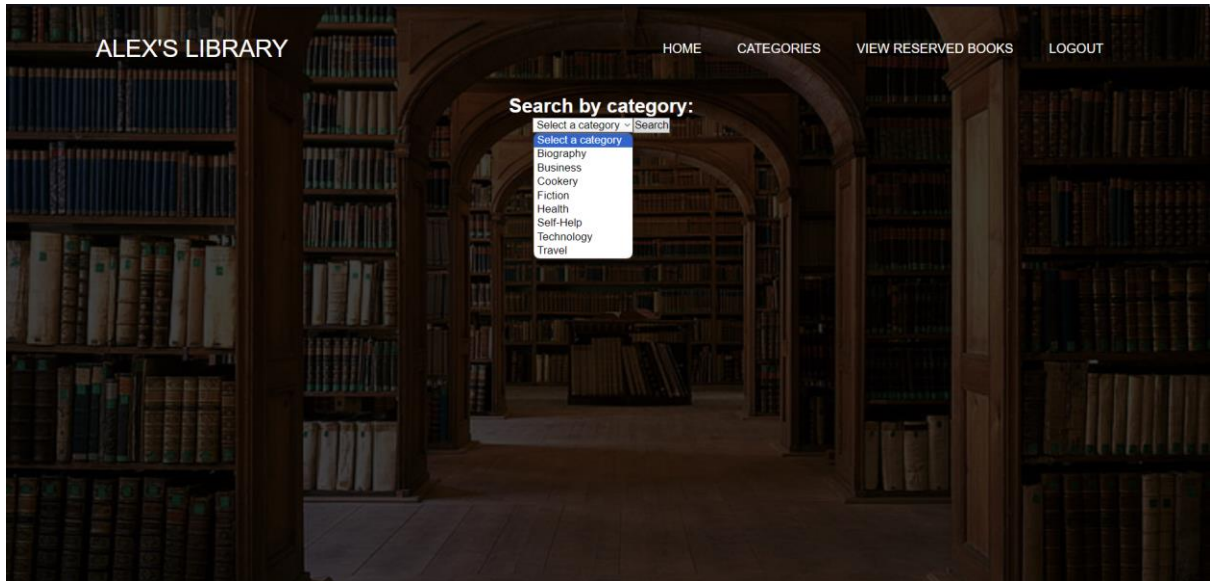 ALEX'S LIBRARY
HOME CATEGORIES VIEW RESERVED BOOKS LOGOUT
Search by category:
Select a category Search
Select a category
Biography
Business
Cookery
Fiction
Health
Self-Help
Technology
Travel